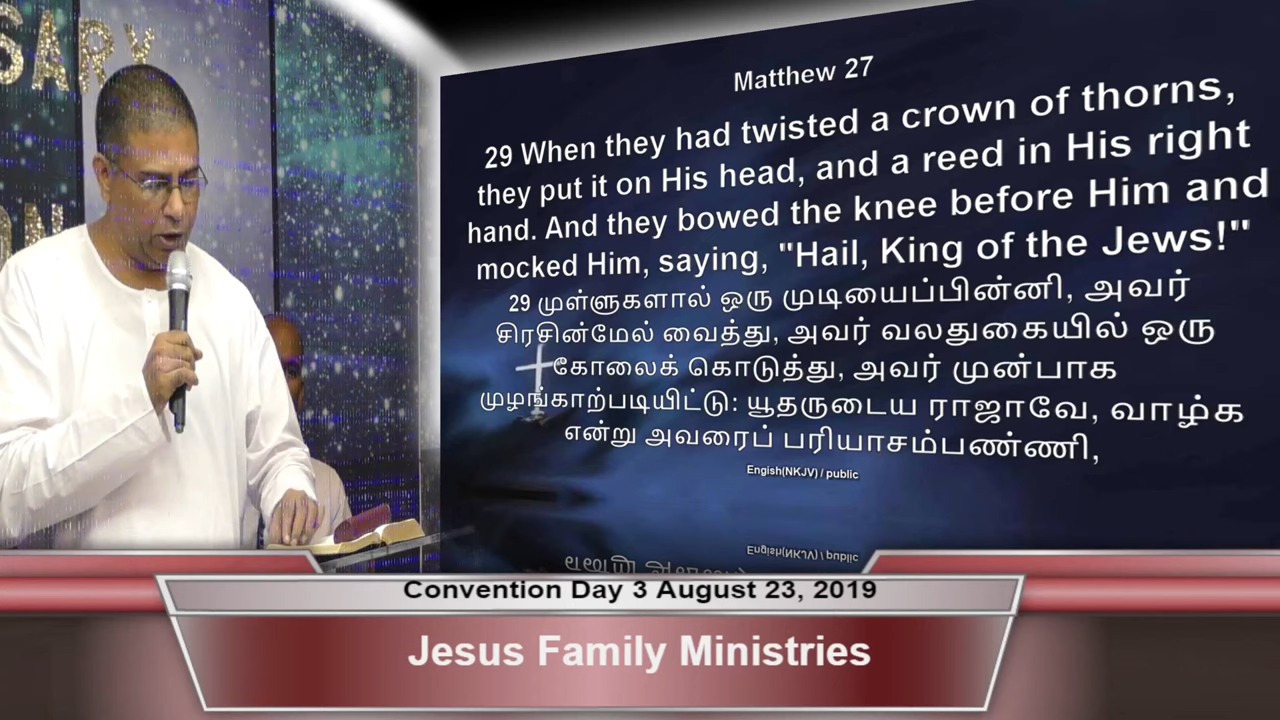 SARY
ON
Matthew 27
29 When they had twisted a crown of thorns,
they put it on His head, and a reed in His right
hand. And they bowed the knee before Him and
mocked Him, saying, "Hail, King of the Jews!"
29 முள்ளுகளால் ஒரு முடியைப்பின்னி, அவர்
சிரசின்மேல் வைத்து, அவர் வலதுகையில் ஒரு
கோலைக் கொடுத்து, அவர் முன்பாக
முழங்காற்படியிட்டு: யூதருடைய ராஜாவே, வாழ்க
என்று அவரைப் பரியாசம்பண்ணி,
Engish(NKJV) / public
Convention Day 3 August 23, 2019
Jesus Family Ministries